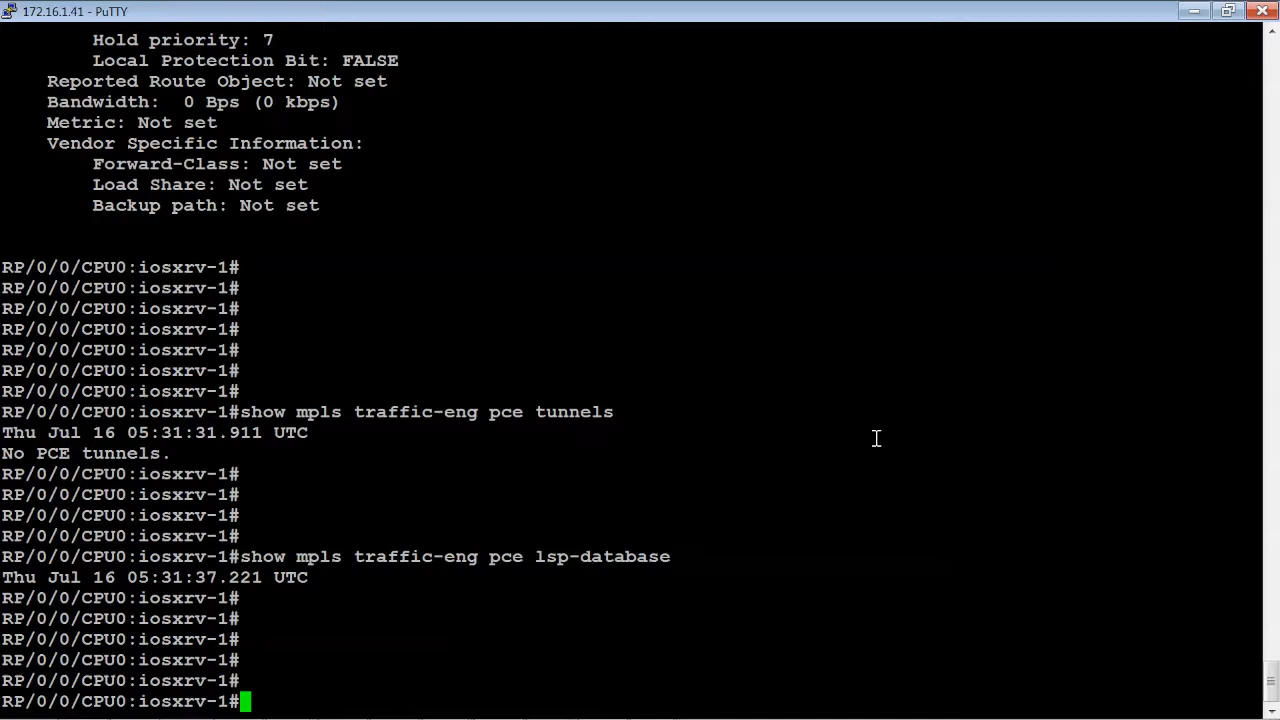 172.16.1.41 - PuTTY
Hold priority: 7
Local Protection Bit: FALSE
Reported Route Object: Not set
Bandwidth:  0 Bps (0 kbps)
Metric: Not set
Vendor Specific Information:
Forward-Class: Not set
Load Share: Not set
Backup path: Not set
RP/0/0/CPU0:iosxrv-1#
RP/0/0/CPU0:iosxrv-1#
RP/0/0/CPU0:iosxrv-1#
RP/0/0/CPU0:iosxrv-1#
RP/0/0/CPU0:iosxrv-1#
RP/0/0/CPU0:iosxrv-1#
RP/0/0/CPU0:iosxrv-1#
RP/0/0/CPU0:iosxrv-1#show mpls traffic-eng pce tunnels
Thu Jul 16 05:31:31.911 UTC
No PCE tunnels.
RP/0/0/CPU0:iosxrv-1#
RP/0/0/CPU0:iosxrv-1#
RP/0/0/CPU0:iosxrv-1#
RP/0/0/CPU0:iosxrv-1#
RP/0/0/CPU0:iosxrv-1#show mpls traffic-eng pce lsp-database
Thu Jul 16 05:31:37.221 UTC
RP/0/0/CPU0:iosxrv-1#
RP/0/0/CPU0:iosxrv-1#
RP/0/0/CPU0:iosxrv-1#
RP/0/0/CPU0:iosxrv-1#
RP/0/0/CPU0:iosxrv-1#
RP/0/0/CPU0:iosxrv-1#